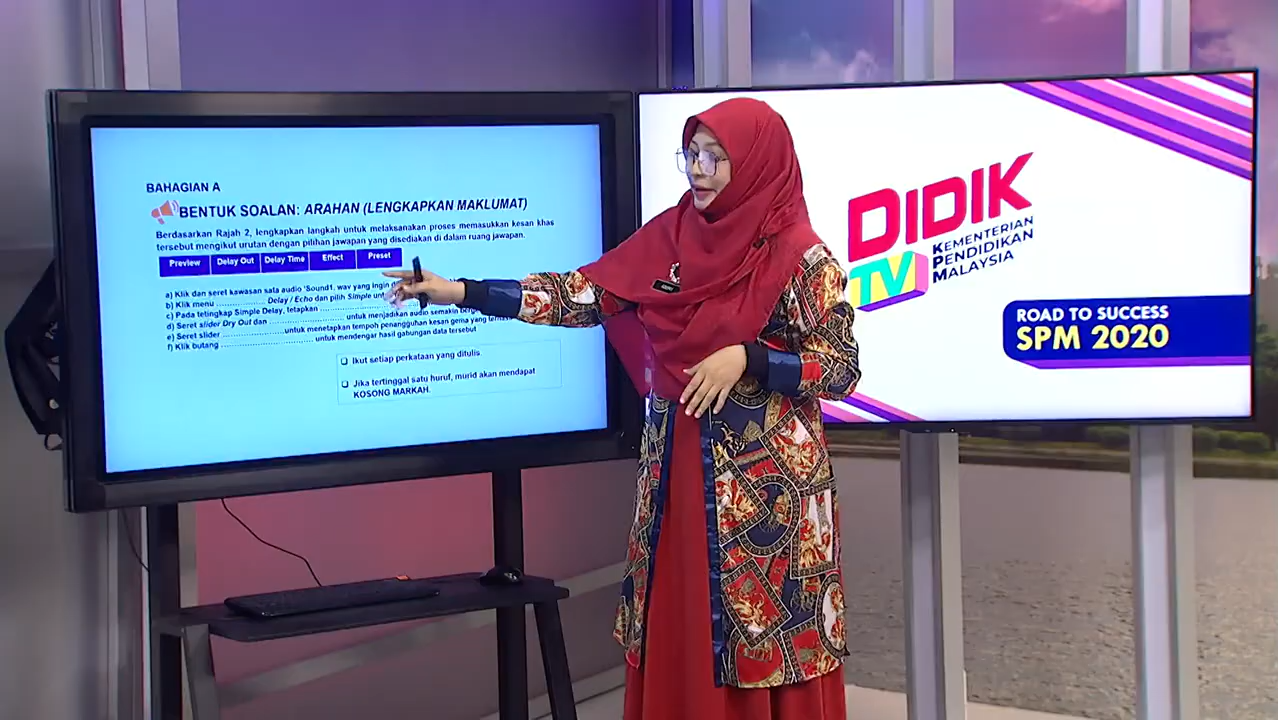 BAHAGIAN A
BENTUK SOALAN: ARAHAN (LENGKAPKAN MAKLUMAT)
Berdasarkan Rajah 2, lengkapkan langkah untuk melaksanakan proses memasukkan kesan khas
tersebut mengikut urutan dengan pilihan jawapan yang disediakan di dalam ruang jawapan.
Preview Delay Out Delay Time Effect Preset
a) Klik dan seret kawasan sala audio 'Sound1. wav yang ingin
b) Klik menu .................... Delay / Echo dan pilih Simple
c) Pada tetingkap Simple Delay, tetapkan
d) Seret slider Dry Out dan ............................ untuk menjadikan audio semakin
e) Seret slider .......................untuk menetapkan tempoh penangguhan kesan gema yang
f) Klik butang .................................. untuk mendengar hasil gabungan data tersebut
❑ Ikut setiap perkataan yang ditulis
❑ Jika tertinggal satu huruf, murid akan mendapat
KOSONG MARKAH.
DIDIK
TV
KEMENTERIAN
PENDIDIKAN
MALAYSIA
ROAD TO SUCCESS
SPM 2020